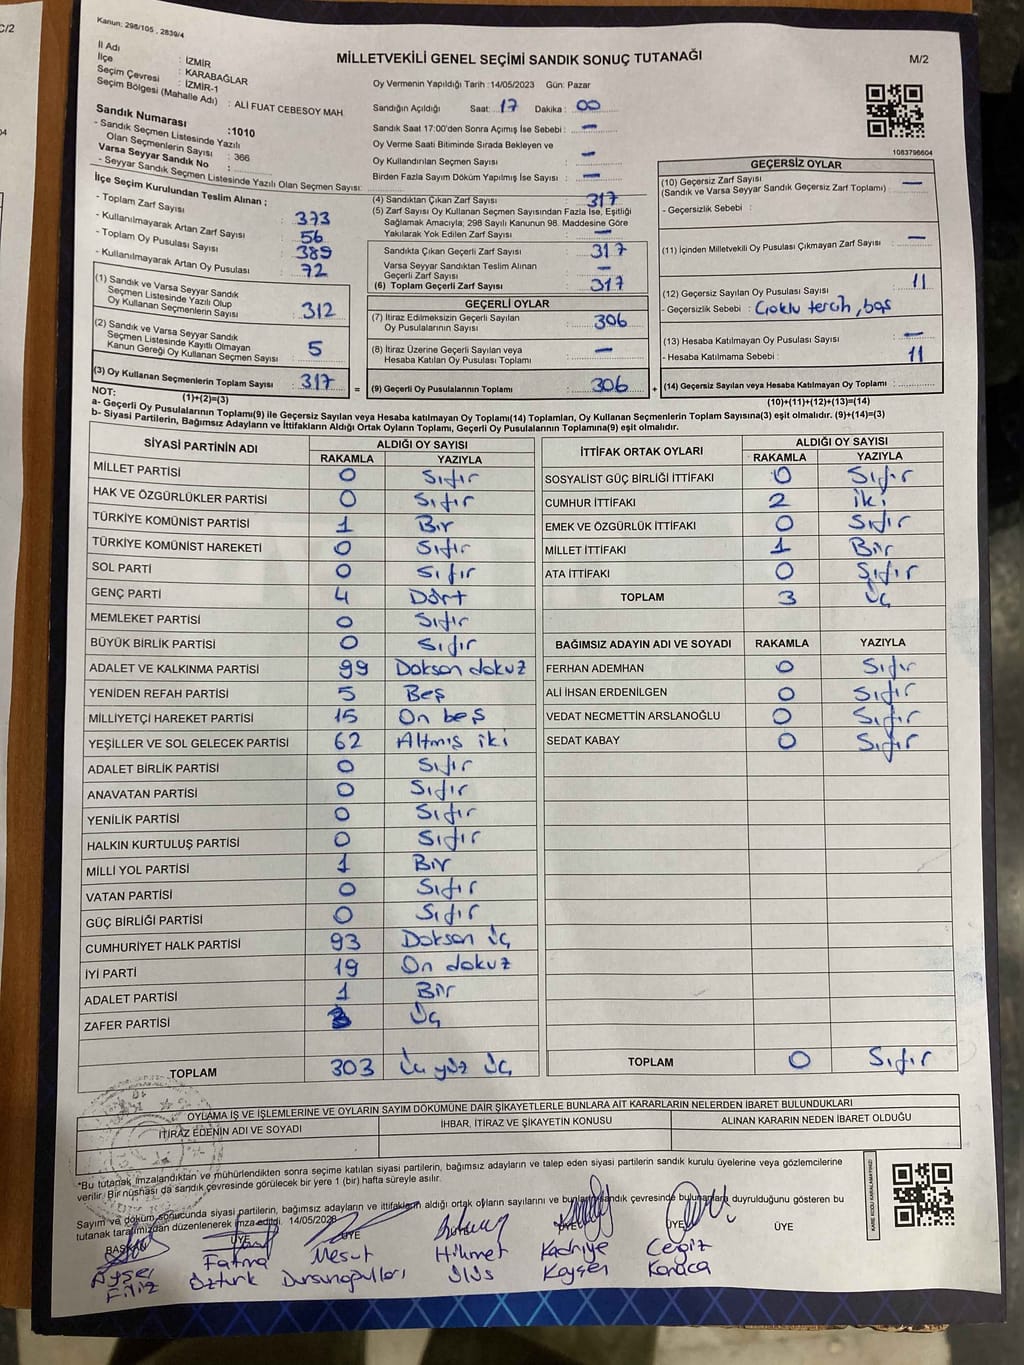 C/2
Kanun: 298/105 , 2839/4
MİLLETVEKİLİ GENEL SEÇİMİ SANDIK SONUÇ TUTANAĞI
M/2
İl Adı : İZMİR
İlçe : KARABAĞLAR
Seçim Çevresi : İZMİR-1
Seçim Bölgesi (Mahalle Adı) : ALİ FUAT CEBESOY MAH
Sandık Numarası :1010
- Sandık Seçmen Listesinde Yazılı
Olan Seçmenlerin Sayısı : 366
Varsa Seyyar Sandık No :
- Seyyar Sandık Seçmen Listesinde Yazılı Olan Seçmen Sayısı:
İlçe Seçim Kurulundan Teslim Alınan ;
- Toplam Zarf Sayısı : 373
- Kullanılmayarak Artan Zarf Sayısı : 56
- Toplam Oy Pusulası Sayısı : 389
- Kullanılmayarak Artan Oy Pusulası : 72
(1) Sandık ve Varsa Seyyar Sandık
Seçmen Listesinde Yazılı Olup
Oy Kullanan Seçmenlerin Sayısı : 312
(2) Sandık ve Varsa Seyyar Sandık
Seçmen Listesinde Kayıtlı Olmayan
Kanun Gereği Oy Kullanan Seçmen Sayısı : 5
(3) Oy Kullanan Seçmenlerin Toplam Sayısı : 317
(1)+(2)=(3)
Oy Vermenin Yapıldığı Tarih :14/05/2023 Gün: Pazar
Sandığın Açıldığı Saat: 17 Dakika : 00
Sandık Saat 17:00'den Sonra Açımış İse Sebebi : –
Oy Verme Saati Bitiminde Sırada Bekleyen ve
Oy Kullandırılan Seçmen Sayısı : –
Birden Fazla Sayım Döküm Yapılmış İse Sayısı : –
(4) Sandıktan Çıkan Zarf Sayısı : 317
(5) Zarf Sayısı Oy Kullanan Seçmen Sayısından Fazla İse, Eşitliği
Sağlamak Amacıyla; 298 Sayılı Kanunun 98. Maddesine Göre
Yakılarak Yok Edilen Zarf Sayısı : –
Sandıkta Çıkan Geçerli Zarf Sayısı : 317
Varsa Seyyar Sandıktan Teslim Alınan
Geçerli Zarf Sayısı : –
(6) Toplam Geçerli Zarf Sayısı : 317
GEÇERLİ OYLAR
(7) İtiraz Edilmeksizin Geçerli Sayılan
Oy Pusulalarının Sayısı : 306
(8) İtiraz Üzerine Geçerli Sayılan veya
Hesaba Katılan Oy Pusulası Toplamı : –
= (9) Geçerli Oy Pusulalarının Toplamı : 306 +
1083796604
GEÇERSİZ OYLAR
(10) Geçersiz Zarf Sayısı : –
(Sandık ve Varsa Seyyar Sandık Geçersiz Zarf Toplamı)
- Geçersizlik Sebebi :
(11) İçinden Milletvekili Oy Pusulası Çıkmayan Zarf Sayısı : –
(12) Geçersiz Sayılan Oy Pusulası Sayısı : 11
- Geçersizlik Sebebi : Çoklu tercih, boş
(13) Hesaba Katılmayan Oy Pusulası Sayısı : –
- Hesaba Katılmama Sebebi : 11
(14) Geçersiz Sayılan veya Hesaba Katılmayan Oy Toplamı :
(10)+(11)+(12)+(13)=(14)
NOT:
a- Geçerli Oy Pusulalarının Toplamı(9) ile Geçersiz Sayılan veya Hesaba katılmayan Oy Toplamı(14) Toplamları, Oy Kullanan Seçmenlerin Toplam Sayısına(3) eşit olmalıdır. (9)+(14)=(3)
b- Siyasi Partilerin, Bağımsız Adayların ve İttifakların Aldığı Ortak Oyların Toplamı, Geçerli Oy Pusulalarının Toplamına(9) eşit olmalıdır.
SİYASİ PARTİNİN ADI ALDIĞI OY SAYISI
RAKAMLA YAZIYLA
MİLLET PARTİSİ 0 Sıfır
HAK VE ÖZGÜRLÜKLER PARTİSİ 0 Sıfır
TÜRKİYE KOMÜNİST PARTİSİ 1 Bir
TÜRKİYE KOMÜNİST HAREKETİ 0 Sıfır
SOL PARTİ 0 Sıfır
GENÇ PARTİ 4 Dört
MEMLEKET PARTİSİ 0 Sıfır
BÜYÜK BİRLİK PARTİSİ 0 Sıfır
ADALET VE KALKINMA PARTİSİ 99 Doksan dokuz
YENİDEN REFAH PARTİSİ 5 Beş
MİLLİYETÇİ HAREKET PARTİSİ 15 On beş
YEŞİLLER VE SOL GELECEK PARTİSİ 62 Altmış iki
ADALET BİRLİK PARTİSİ 0 Sıfır
ANAVATAN PARTİSİ 0 Sıfır
YENİLİK PARTİSİ 0 Sıfır
HALKIN KURTULUŞ PARTİSİ 0 Sıfır
MİLLİ YOL PARTİSİ 1 Bir
VATAN PARTİSİ 0 Sıfır
GÜÇ BİRLİĞİ PARTİSİ 0 Sıfır
CUMHURİYET HALK PARTİSİ 93 Doksan üç
İYİ PARTİ 19 On dokuz
ADALET PARTİSİ 1 Bir
ZAFER PARTİSİ 3 Üç
TOPLAM 303 Üç yüz üç
İTTİFAK ORTAK OYLARI ALDIĞI OY SAYISI
RAKAMLA YAZIYLA
SOSYALİST GÜÇ BİRLİĞİ İTTİFAKI 0 Sıfır
CUMHUR İTTİFAKI 2 İki
EMEK VE ÖZGÜRLÜK İTTİFAKI 0 Sıfır
MİLLET İTTİFAKI 1 Bir
ATA İTTİFAKI 0 Sıfır
TOPLAM 3 Üç
BAĞIMSIZ ADAYIN ADI VE SOYADI RAKAMLA YAZIYLA
FERHAN ADEMHAN 0 Sıfır
ALİ İHSAN ERDENİLGEN 0 Sıfır
VEDAT NECMETTİN ARSLANOĞLU 0 Sıfır
SEDAT KABAY 0 Sıfır
TOPLAM 0 Sıfır
OYLAMA İŞ VE İŞLEMLERİNE VE OYLARIN SAYIM DÖKÜMÜNE DAİR ŞİKAYETLERLE BUNLARA AİT KARARLARIN NELERDEN İBARET BULUNDUKLARI
İTİRAZ EDENİN ADI VE SOYADI İHBAR, İTİRAZ VE ŞİKAYETİN KONUSU ALINAN KARARIN NEDEN İBARET OLDUĞU
*Bu tutanak imzalandıktan ve mühürlendikten sonra seçime katılan siyasi partilerin, bağımsız adayların ve talep eden siyasi partilerin sandık kurulu üyelerine veya gözlemcilerine
verilir. Bir nüshası da sandık çevresinde görülecek bir yere 1 (bir) hafta süreyle asılır.
Sayım ve döküm sonucunda siyasi partilerin, bağımsız adayların ve ittifakların aldığı ortak oyların sayılarını ve bunların sandık çevresinde bulunanlara duyrulduğunu gösteren bu
tutanak tarafımızdan düzenlenerek imza edildi. 14/05/2023
BAŞKAN ÜYE ÜYE ÜYE ÜYE ÜYE
Ayşel Fatma Mesut Hikmet Kadriye Cegiz
Filiz Öztürk Kayşen Karaca
KARE KODU KARALAMAYINIZ